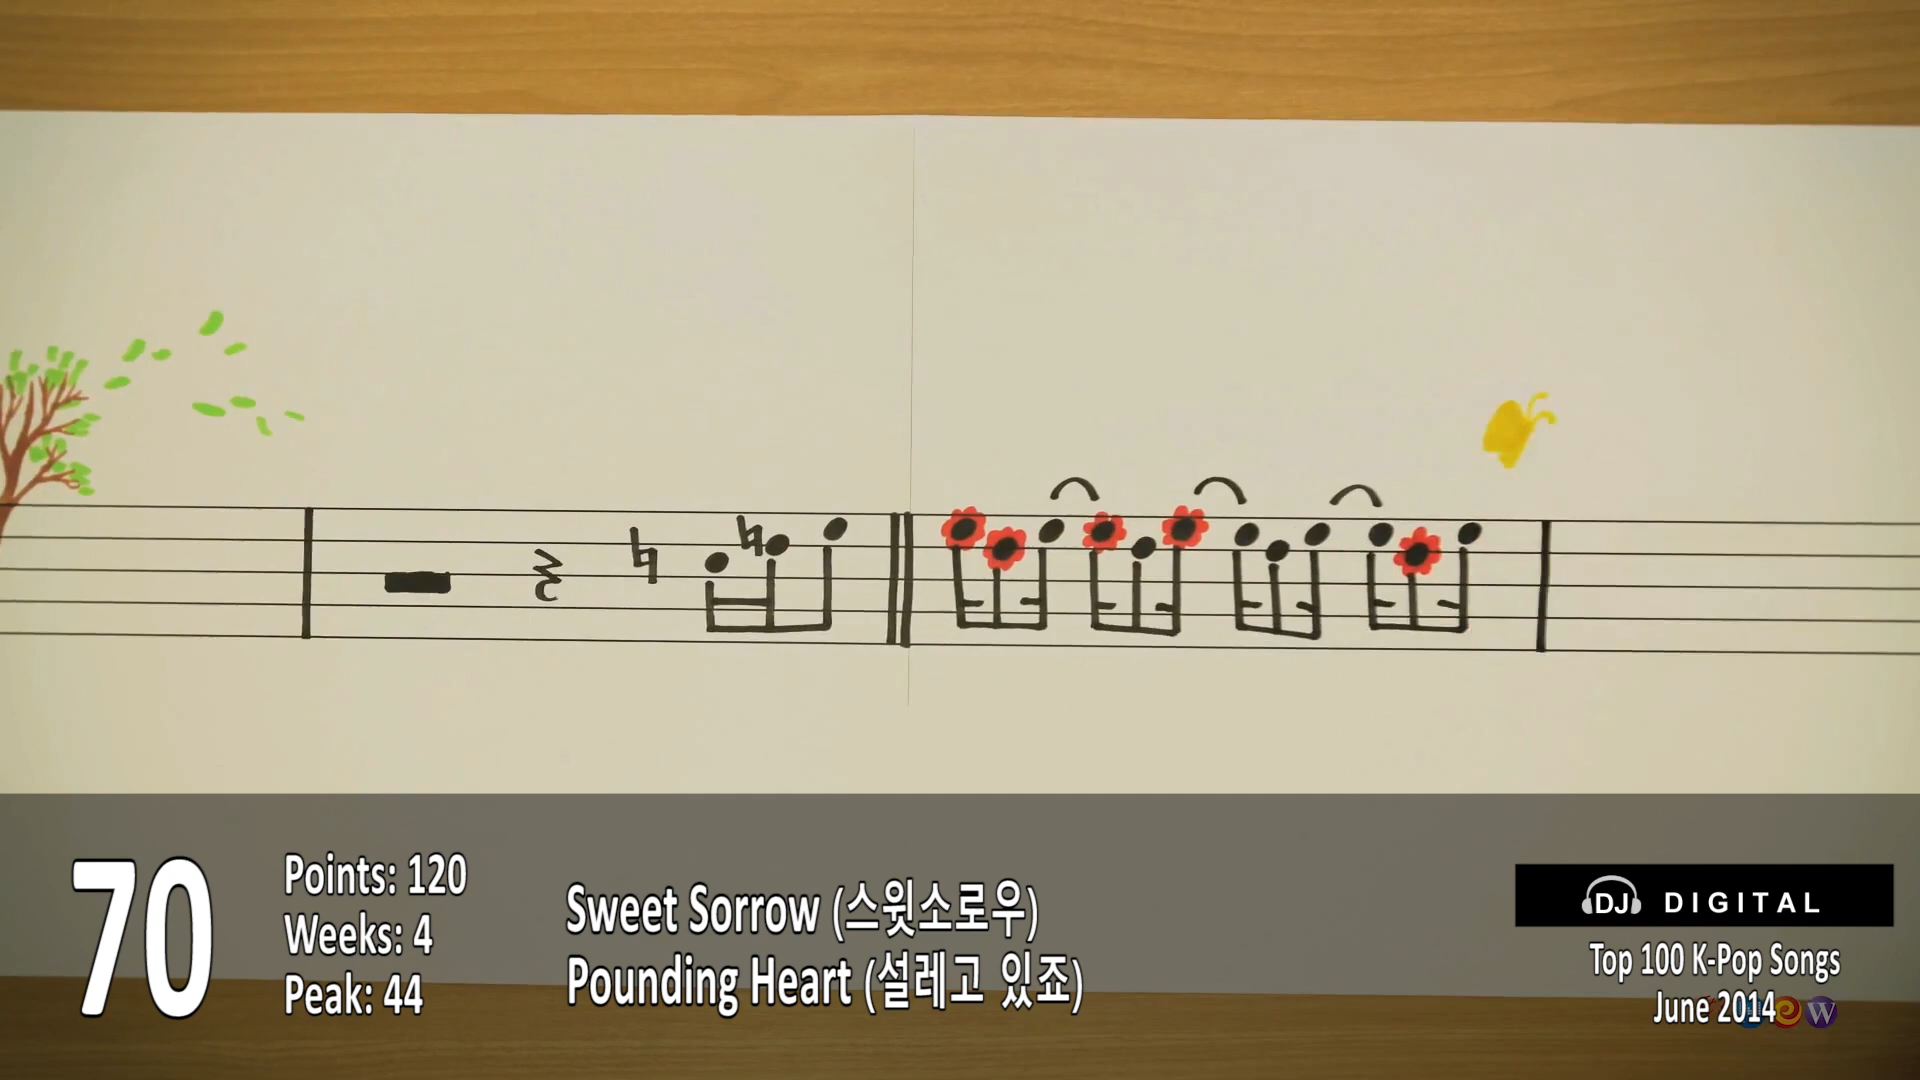 70
Points: 120
Weeks: 4
Peak: 44
Sweet Sorrow (스윗소로우)
Pounding Heart (설레고 있죠)
DJ DIGITAL
Top 100 K-Pop Songs
June 2014
W